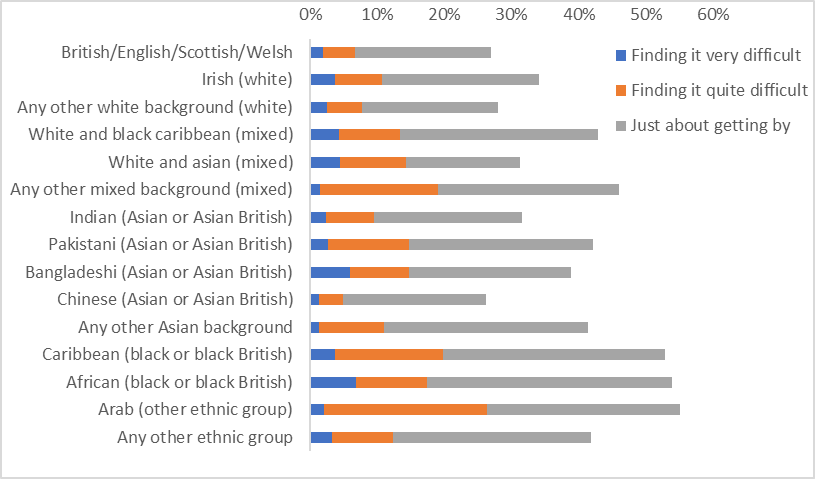 0% 10% 20% 30% 40% 50% 60%
British/English/Scottish/Welsh
Irish (white)
Any other white background (white)
White and black caribbean (mixed)
White and asian (mixed)
Any other mixed background (mixed)
Indian (Asian or Asian British)
Pakistani (Asian or Asian British)
Bangladeshi (Asian or Asian British)
Chinese (Asian or Asian British)
Any other Asian background
Caribbean (black or black British)
African (black or black British)
Arab (other ethnic group)
Any other ethnic group
Finding it very difficult
Finding it quite difficult
Just about getting by